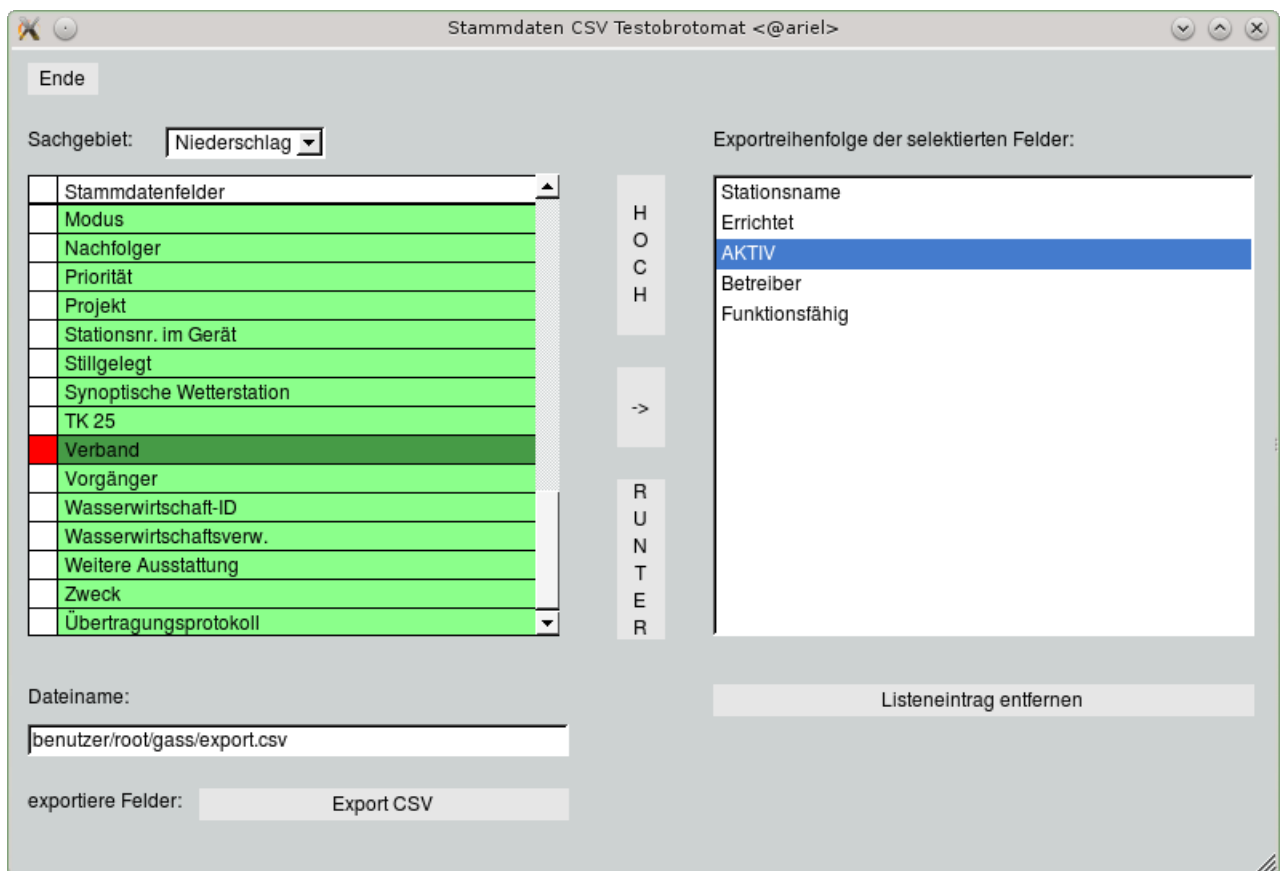 Stammdaten CSV Testobrotomat <@ariel>
Ende
Sachgebiet:
Niederschlag
Stammdatenfelder
Modus
Nachfolger
Priorität
Projekt
Stationsnr. im Gerät
Stillgelegt
Synoptische Wetterstation
TK 25
Verband
Vorgänger
Wasserwirtschaft-ID
Wasserwirtschaftsverw.
Weitere Ausstattung
Zweck
Übertragungsprotokoll
H
O
C
H
->
R
U
N
T
E
R
Exportreihenfolge der selektierten Felder:
Stationsname
Errichtet
AKTIV
Betreiber
Funktionsfähig
Listeneintrag entfernen
Dateiname:
benutzer/root/gass/export.csv
exportiere Felder:
Export CSV